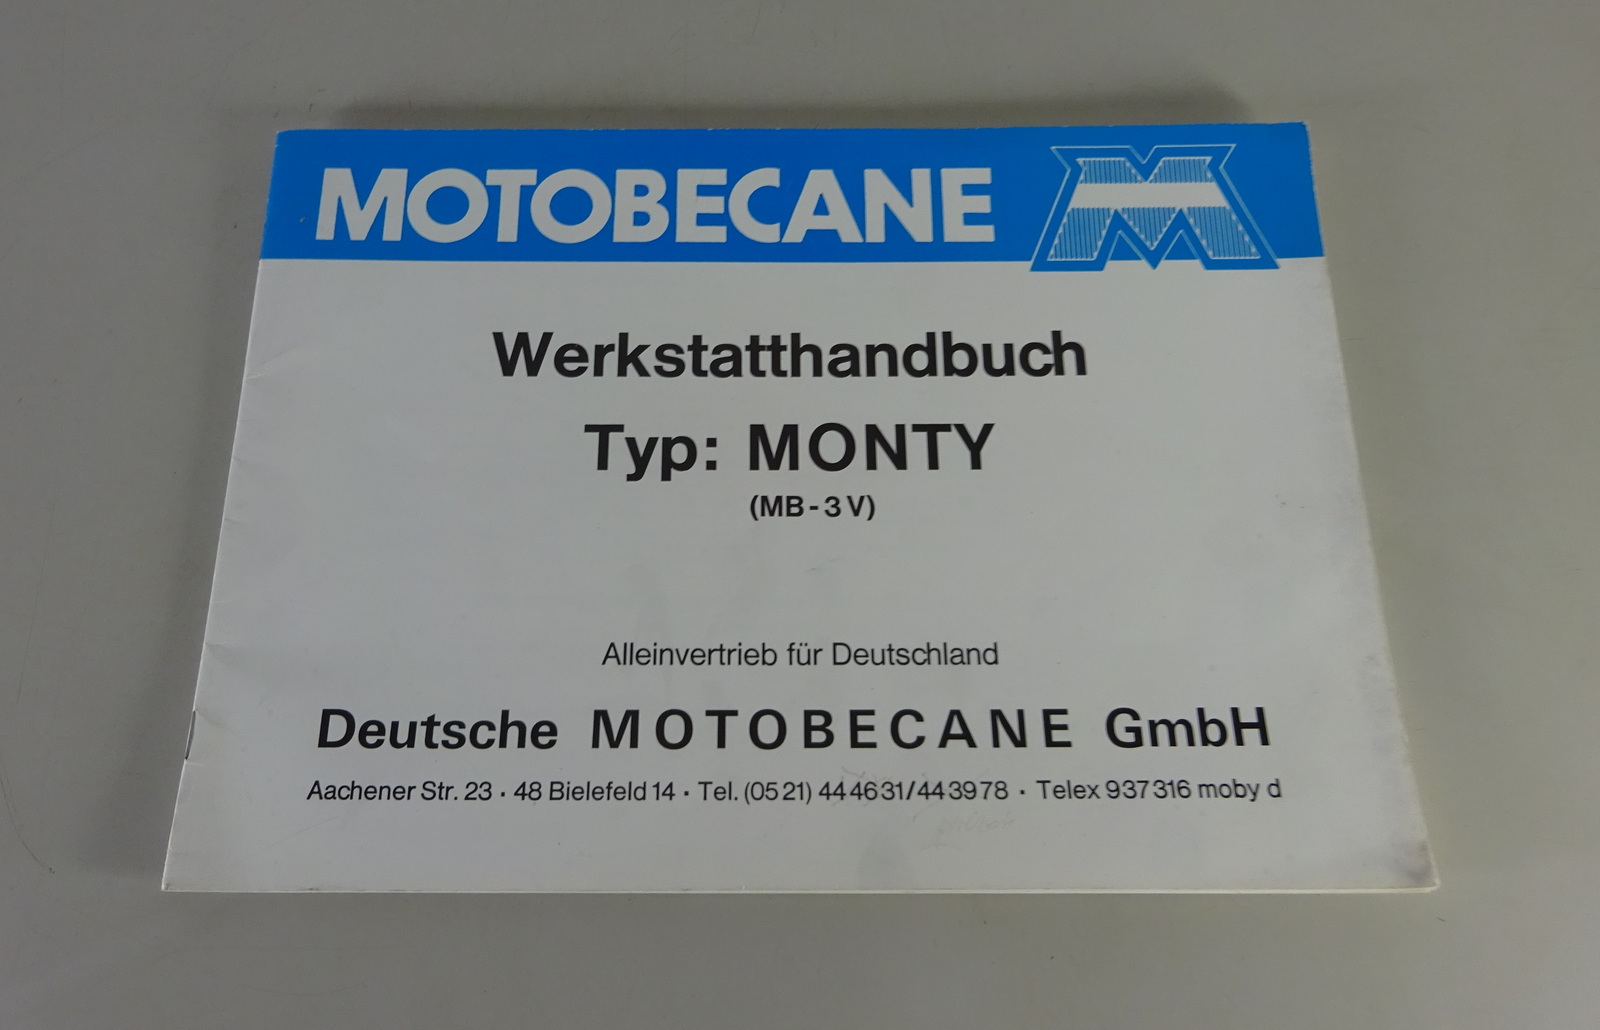 MOTOBECANE M
Werkstatthandbuch
Typ: MONTY
(MB-3V)
Alleinvertrieb für Deutschland
Deutsche MOTOBECANE GmbH
Aachener Str. 23 · 48 Bielefeld 14 · Tel. (0521) 444631/443978 · Telex 937316 moby d